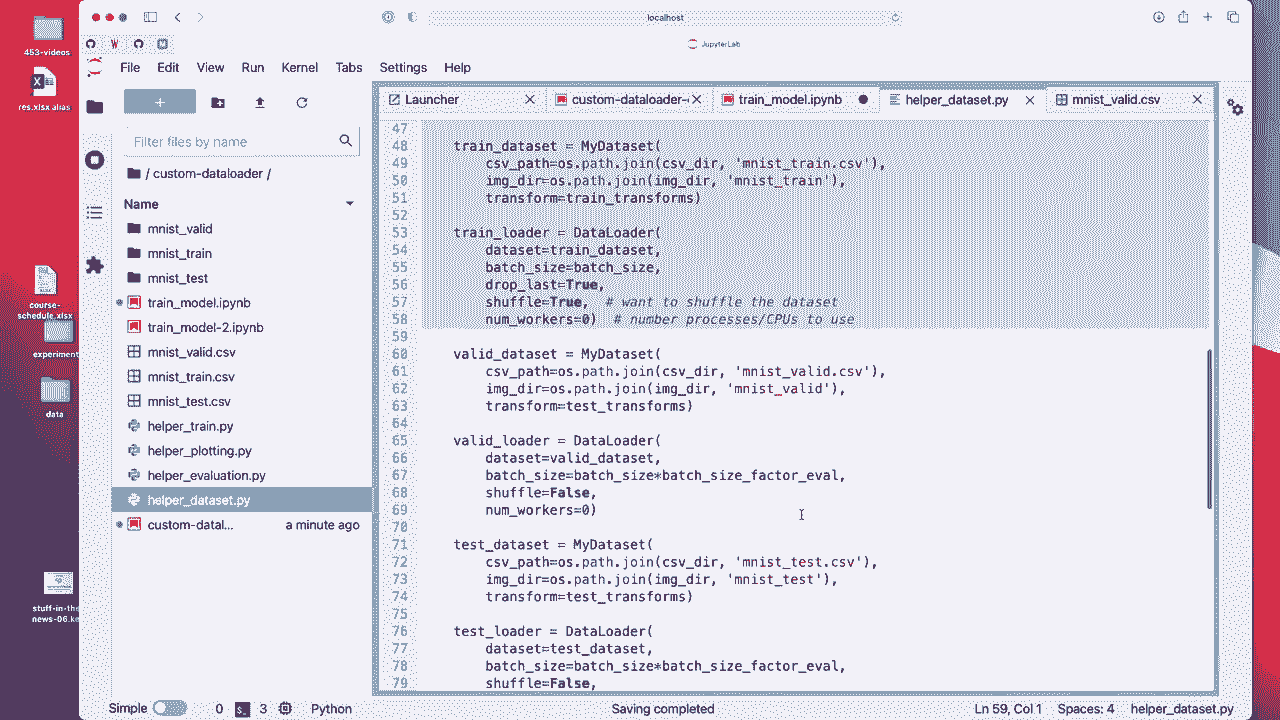 localhost
JupyterLab
File Edit View Run Kernel Tabs Settings Help
453-videos
res.xlsx alias
course-
schedule.xlsx
experiment
data
stuff-in-the
news-06.ke
Filter files by name
/ custom-dataloader /
Name
mnist_valid
mnist_train
mnist_test
train_model.ipynb
train_model-2.ipynb
mnist_valid.csv
mnist_train.csv
mnist_test.csv
helper_train.py
helper_plotting.py
helper_evaluation.py
helper_dataset.py
custom-datal... a minute ago
Launcher custom-dataloader- train_model.ipynb helper_dataset.py mnist_valid.csv
47
48 train_dataset = MyDataset(
49 csv_path=os.path.join(csv_dir, 'mnist_train.csv'),
50 img_dir=os.path.join(img_dir, 'mnist_train'),
51 transform=train_transforms)
52
53 train_loader = DataLoader(
54 dataset=train_dataset,
55 batch_size=batch_size,
56 drop_last=True,
57 shuffle=True, # want to shuffle the dataset
58 num_workers=0) # number processes/CPUs to use
59
60 valid_dataset = MyDataset(
61 csv_path=os.path.join(csv_dir, 'mnist_valid.csv'),
62 img_dir=os.path.join(img_dir, 'mnist_valid'),
63 transform=test_transforms)
64
65 valid_loader = DataLoader(
66 dataset=valid_dataset,
67 batch_size=batch_size*batch_size_factor_eval,
68 shuffle=False,
69 num_workers=0)
70
71 test_dataset = MyDataset(
72 csv_path=os.path.join(csv_dir, 'mnist_test.csv'),
73 img_dir=os.path.join(img_dir, 'mnist_test'),
74 transform=test_transforms)
75
76 test_loader = DataLoader(
77 dataset=test_dataset,
78 batch_size=batch_size*batch_size_factor_eval,
79 shuffle=False,
Simple 0 3 Python Saving completed Ln 59, Col 1 Spaces: 4 helper_dataset.py